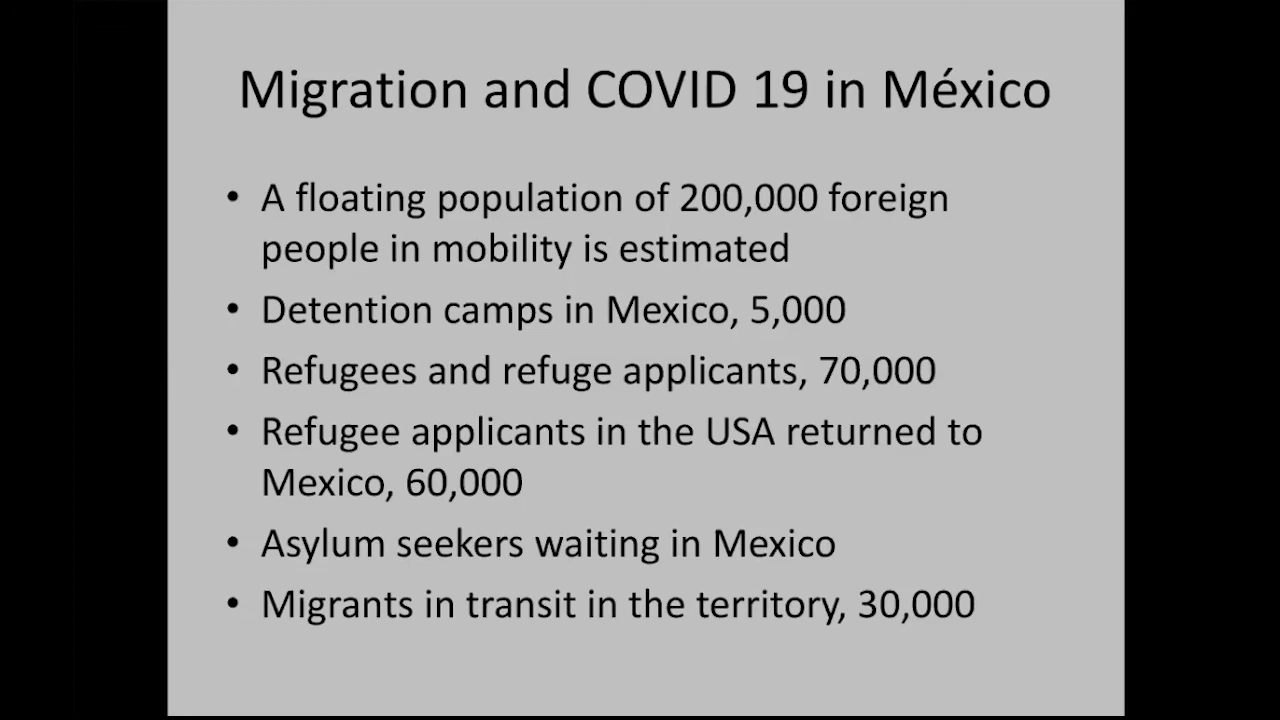 Migration and COVID 19 in México
• A floating population of 200,000 foreign
people in mobility is estimated
• Detention camps in Mexico, 5,000
• Refugees and refuge applicants, 70,000
• Refugee applicants in the USA returned to
Mexico, 60,000
• Asylum seekers waiting in Mexico
• Migrants in transit in the territory, 30,000